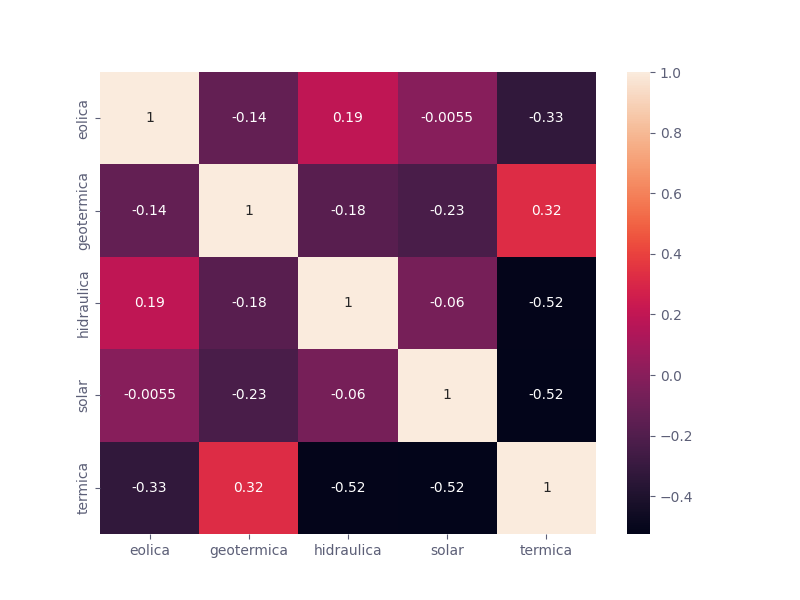 eolica 1 -0.14 0.19 -0.0055 -0.33
geotermica -0.14 1 -0.18 -0.23 0.32
hidraulica 0.19 -0.18 1 -0.06 -0.52
solar -0.0055 -0.23 -0.06 1 -0.52
termica -0.33 0.32 -0.52 -0.52 1
eolica geotermica hidraulica solar termica
1.0
0.8
0.6
0.4
0.2
0.0
−0.2
−0.4